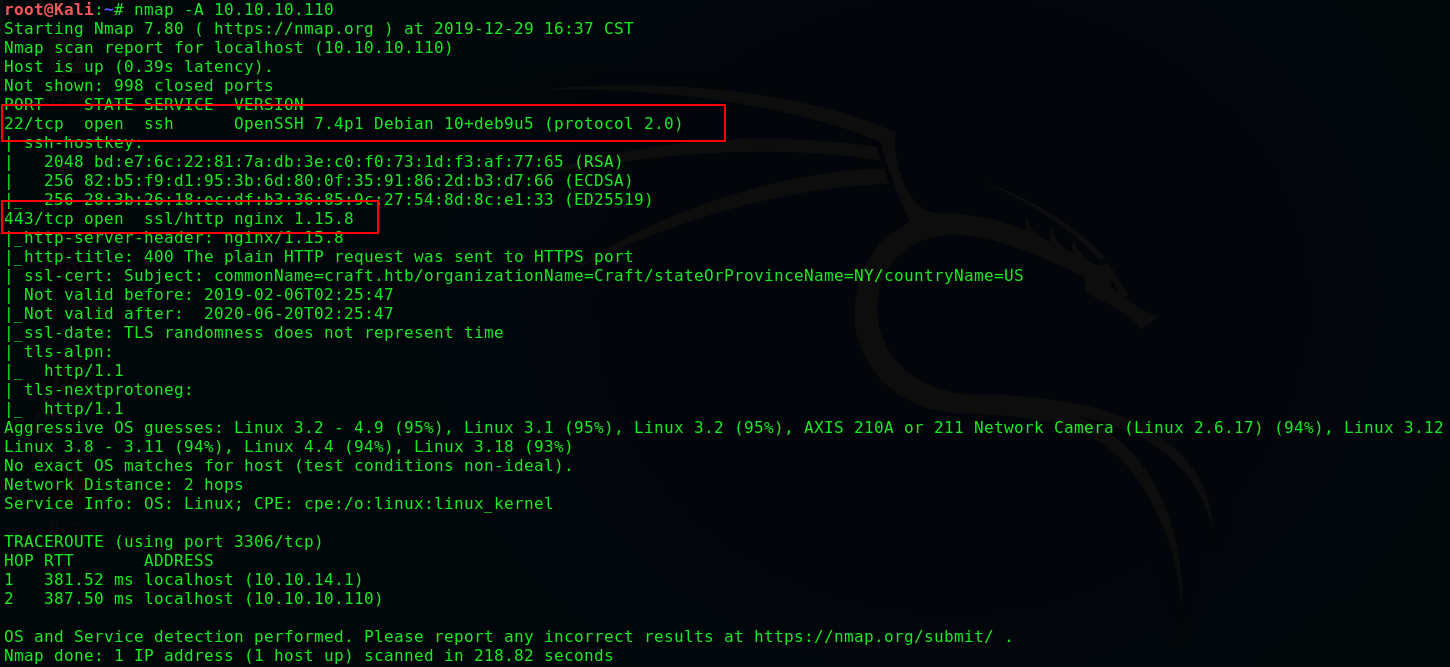 root@Kali:~# nmap -A 10.10.10.110
Starting Nmap 7.80 ( https://nmap.org ) at 2019-12-29 16:37 CST
Nmap scan report for localhost (10.10.10.110)
Host is up (0.39s latency).
Not shown: 998 closed ports
PORT    STATE SERVICE  VERSION
22/tcp  open  ssh      OpenSSH 7.4p1 Debian 10+deb9u5 (protocol 2.0)
| ssh-hostkey:
|   2048 bd:e7:6c:22:81:7a:db:3e:c0:f0:73:1d:f3:af:77:65 (RSA)
|   256 82:b5:f9:d1:95:3b:6d:80:0f:35:91:86:2d:b3:d7:66 (ECDSA)
|_  256 28:3b:26:18:ec:df:b3:36:85:9c:27:54:8d:8c:e1:33 (ED25519)
443/tcp open  ssl/http nginx 1.15.8
|_http-server-header: nginx/1.15.8
|_http-title: 400 The plain HTTP request was sent to HTTPS port
| ssl-cert: Subject: commonName=craft.htb/organizationName=Craft/stateOrProvinceName=NY/countryName=US
| Not valid before: 2019-02-06T02:25:47
|_Not valid after:  2020-06-20T02:25:47
|_ssl-date: TLS randomness does not represent time
| tls-alpn:
|_  http/1.1
| tls-nextprotoneg:
|_  http/1.1
Aggressive OS guesses: Linux 3.2 - 4.9 (95%), Linux 3.1 (95%), Linux 3.2 (95%), AXIS 210A or 211 Network Camera (Linux 2.6.17) (94%), Linux 3.12
Linux 3.8 - 3.11 (94%), Linux 4.4 (94%), Linux 3.18 (93%)
No exact OS matches for host (test conditions non-ideal).
Network Distance: 2 hops
Service Info: OS: Linux; CPE: cpe:/o:linux:linux_kernel

TRACEROUTE (using port 3306/tcp)
HOP RTT       ADDRESS
1   381.52 ms localhost (10.10.14.1)
2   387.50 ms localhost (10.10.10.110)

OS and Service detection performed. Please report any incorrect results at https://nmap.org/submit/ .
Nmap done: 1 IP address (1 host up) scanned in 218.82 seconds